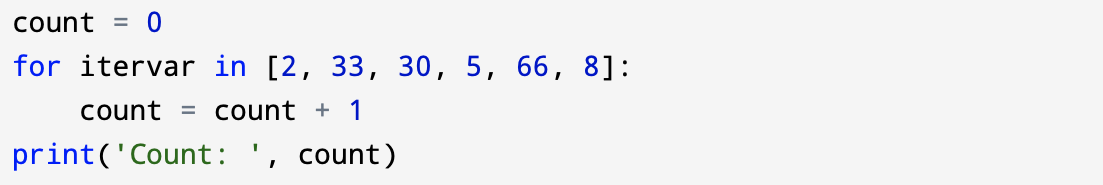 count = 0
for itervar in [2, 33, 30, 5, 66, 8]:
    count = count + 1
print('Count: ', count)